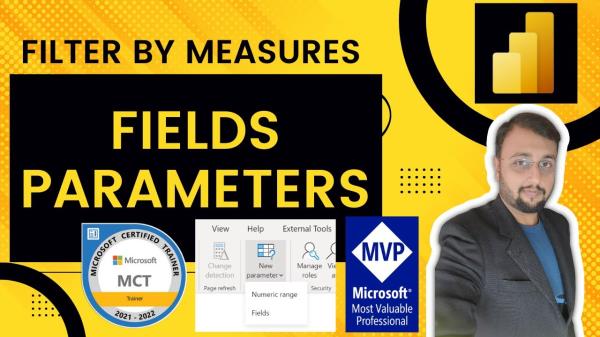 FILTER BY MEASURES
FIELDS
PARAMETERS
MICROSOFT CERTIFIED TRAINER
Microsoft
MCT
Trainer
2021 - 2022
View Help External Tools
Change detection
New parameter
Manage roles
Page refresh
Security
Numeric range
Fields
MVP
Microsoft®
Most Valuable
Professional